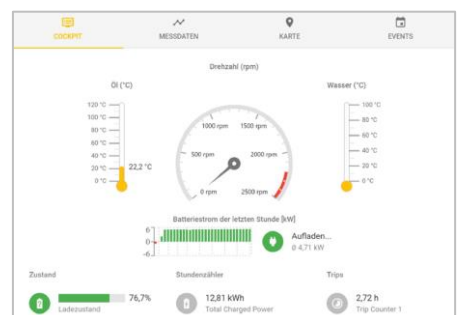 COCKPIT
MESSDATEN
KARTE
EVENTS
Drehzahl (rpm)
Öl (°C)
Wasser (°C)
120 °C
100 °C
80 °C
60 °C
40 °C
20 °C
0 °C
22,2 °C
0 rpm
500 rpm
1000 rpm
1500 rpm
2000 rpm
2500 rpm
100 °C
80 °C
60 °C
40 °C
20 °C
0 °C
Batteriestrom der letzten Stunde [kW]
6
0
-6
Aufladen...
Ø 4,71 kW
Zustand
Stundenzähler
Trips
76,7%
Ladezustand
12,81 kWh
Total Charged Power
2,72 h
Trip Counter 1